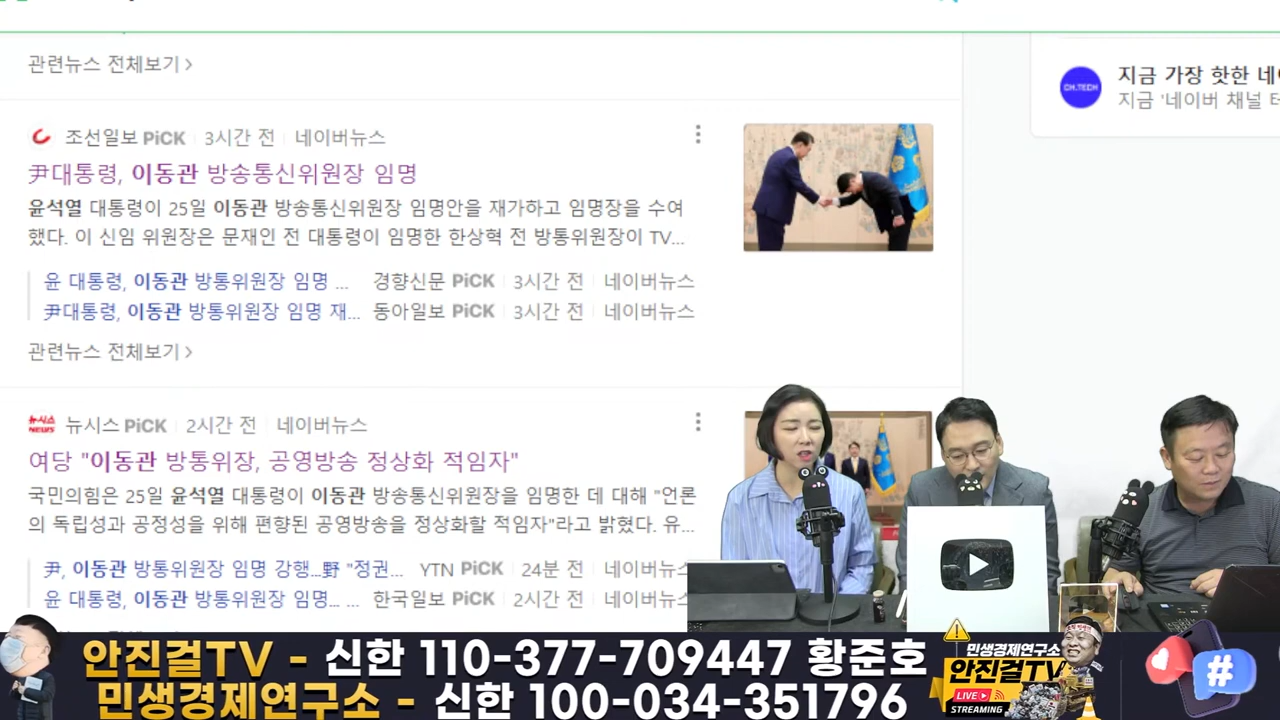 관련뉴스 전체보기 >
지금 가장 핫한 네
지금 '네이버 채널 터
CH.TECH
조선일보 PiCK 3시간 전 네이버뉴스
尹대통령, 이동관 방송통신위원장 임명
윤석열 대통령이 25일 이동관 방송통신위원장 임명안을 재가하고 임명장을 수여
했다. 이 신임 위원장은 문재인 전 대통령이 임명한 한상혁 전 방통위원장이 TV...
윤 대통령, 이동관 방통위원장 임명 ... 경향신문 PiCK 3시간 전 네이버뉴스
尹대통령, 이동관 방통위원장 임명 재... 동아일보 PiCK 3시간 전 네이버뉴스
관련뉴스 전체보기 >
뉴시스 NEWS 뉴시스 PiCK 2시간 전 네이버뉴스
여당 "이동관 방통위장, 공영방송 정상화 적임자"
국민의힘은 25일 윤석열 대통령이 이동관 방송통신위원장을 임명한 데 대해 "언론
의 독립성과 공정성을 위해 편향된 공영방송을 정상화할 적임자"라고 밝혔다. 유...
尹, 이동관 방통위원장 임명 강행...野 "정권... YTN PiCK 24분 전 네이버뉴스
윤 대통령, 이동관 방통위원장 임명... ... 한국일보 PiCK 2시간 전 네이버뉴스
안진걸TV - 신한 110-377-709447 황준호
민생경제연구소 - 신한 100-034-351796
민생경제연구소
안진걸TV
LIVE
STREAMING
#